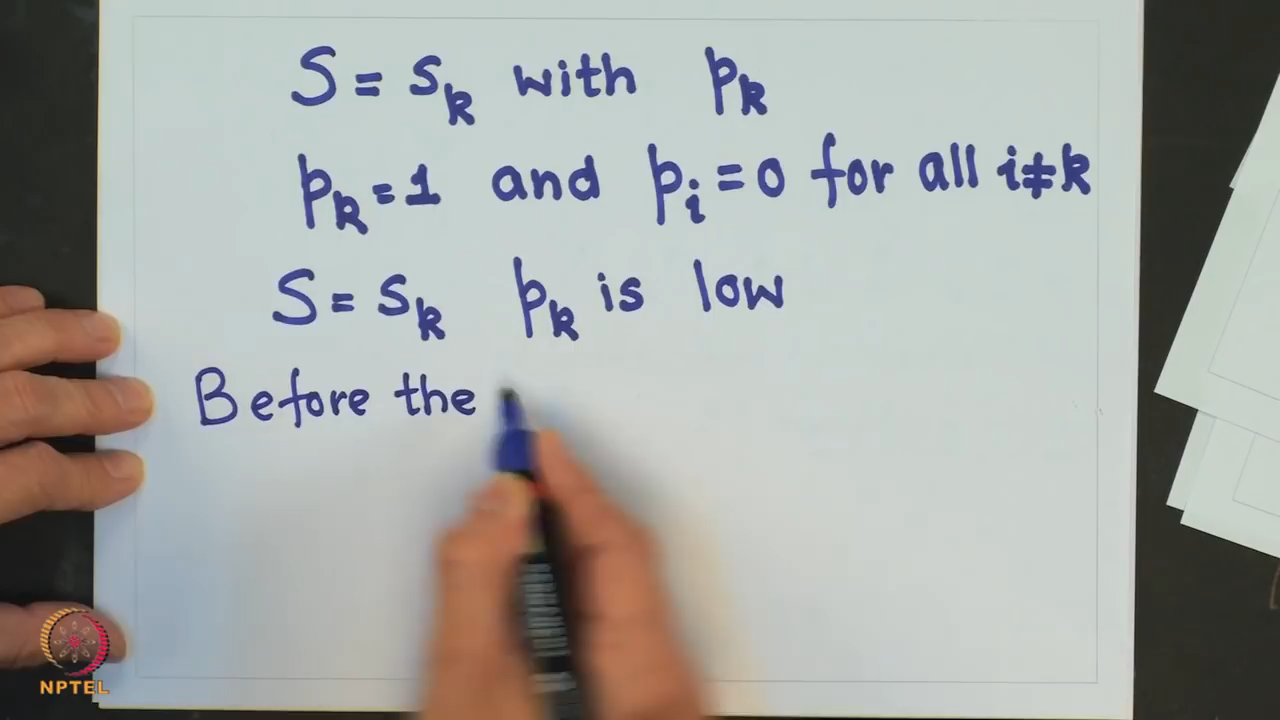 S = s_k with p_k
p_k = 1 and p_i = 0 for all i ≠ k
S = s_k p_k is low
Before the
NPTEL